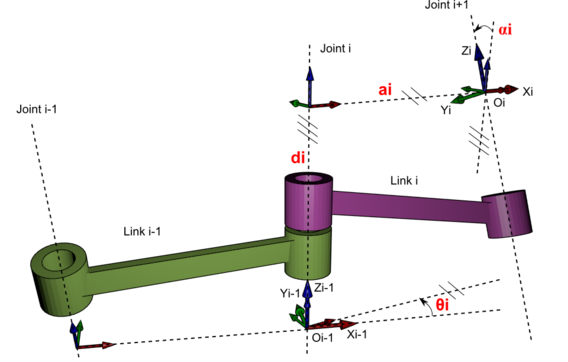 Joint i+1
αi
Joint i
Zi
ai
Xi
Oi
Yi
Joint i-1
di
Link i
Link i-1
Yi-1
Zi-1
θi
Oi-1
Xi-1